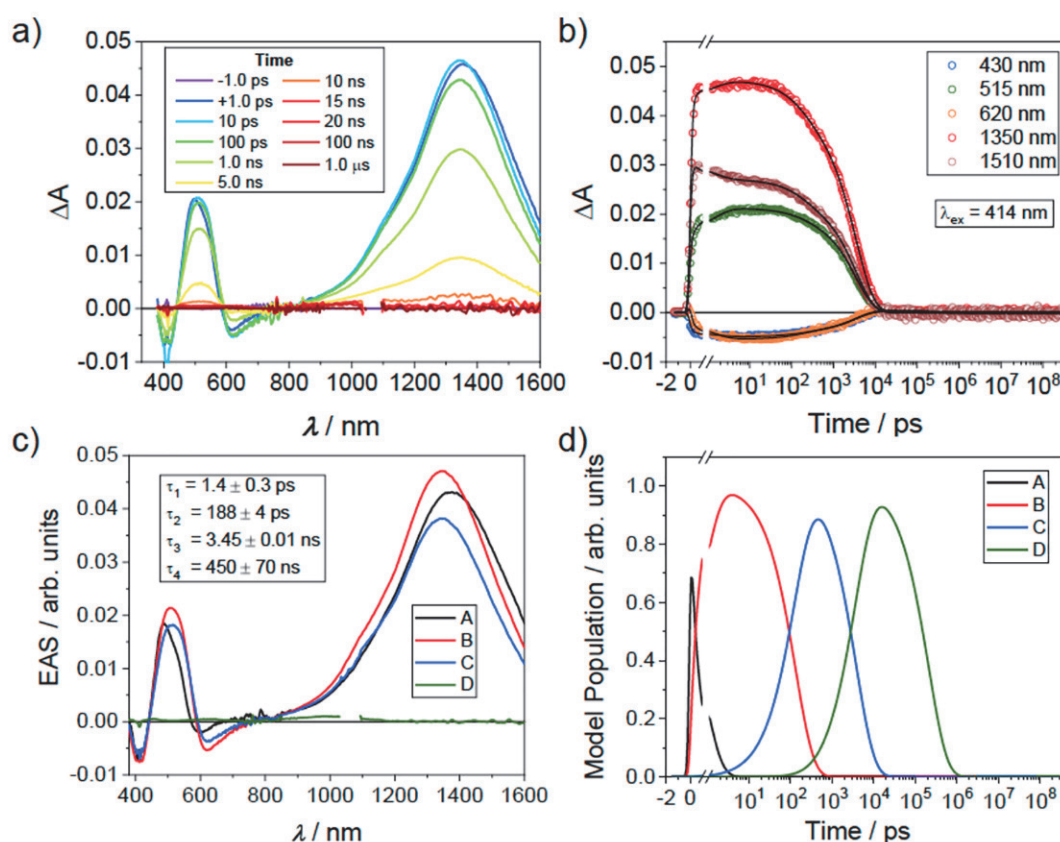 a)
ΔA
0.05
0.04
0.03
0.02
0.01
0.00
-0.01
Time
-1.0 ps
+1.0 ps
10 ps
100 ps
1.0 ns
5.0 ns
10 ns
15 ns
20 ns
100 ns
1.0 μs
400 600 800 1000 1200 1400 1600
λ / nm
b)
ΔA
0.05
0.04
0.03
0.02
0.01
0.00
-0.01
430 nm
515 nm
620 nm
1350 nm
1510 nm
λex = 414 nm
-2 0 10¹ 10² 10³ 10⁴ 10⁵ 10⁶ 10⁷ 10⁸
Time / ps
c)
EAS / arb. units
0.05
0.04
0.03
0.02
0.01
0.00
-0.01
τ₁ = 1.4 ± 0.3 ps
τ₂ = 188 ± 4 ps
τ₃ = 3.45 ± 0.01 ns
τ₄ = 450 ± 70 ns
A
B
C
D
400 600 800 1000 1200 1400 1600
λ / nm
d)
Model Population / arb. units
1.0
0.8
0.6
0.4
0.2
0.0
A
B
C
D
-2 0 10¹ 10² 10³ 10⁴ 10⁵ 10⁶ 10⁷ 10⁸
Time / ps